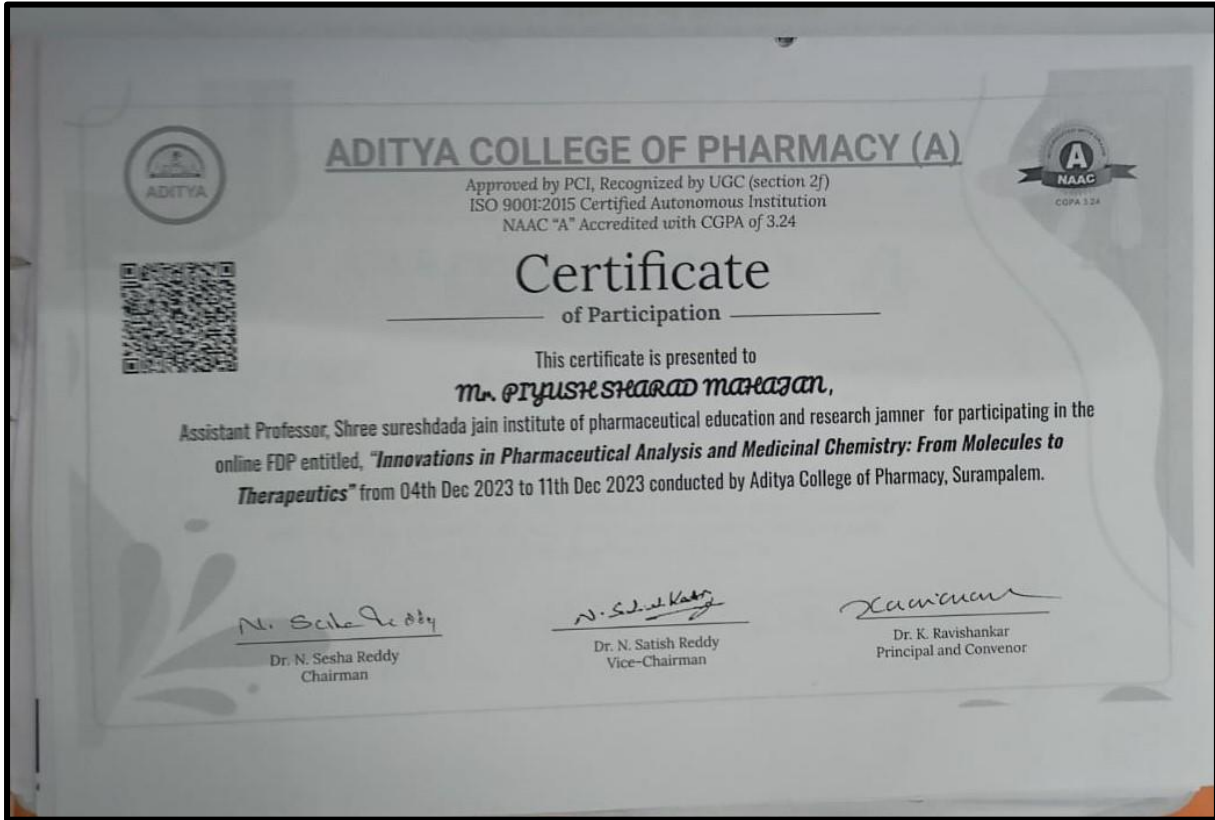 ADITYA COLLEGE OF PHARMACY (A)
Approved by PCI, Recognized by UGC (section 2f)
ISO 9001:2015 Certified Autonomous Institution
NAAC "A" Accredited with CGPA of 3.24
ADITYA
A
NAAC
CGPA 3.24
Certificate
of Participation
This certificate is presented to
Mr. PIYUSH SHARAD MAHAJAN,
Assistant Professor, Shree sureshdada jain institute of pharmaceutical education and research jamner for participating in the
online FDP entitled, "Innovations in Pharmaceutical Analysis and Medicinal Chemistry: From Molecules to
Therapeutics" from 04th Dec 2023 to 11th Dec 2023 conducted by Aditya College of Pharmacy, Surampalem.
Dr. N. Sesha Reddy
Chairman
Dr. N. Satish Reddy
Vice-Chairman
Dr. K. Ravishankar
Principal and Convenor